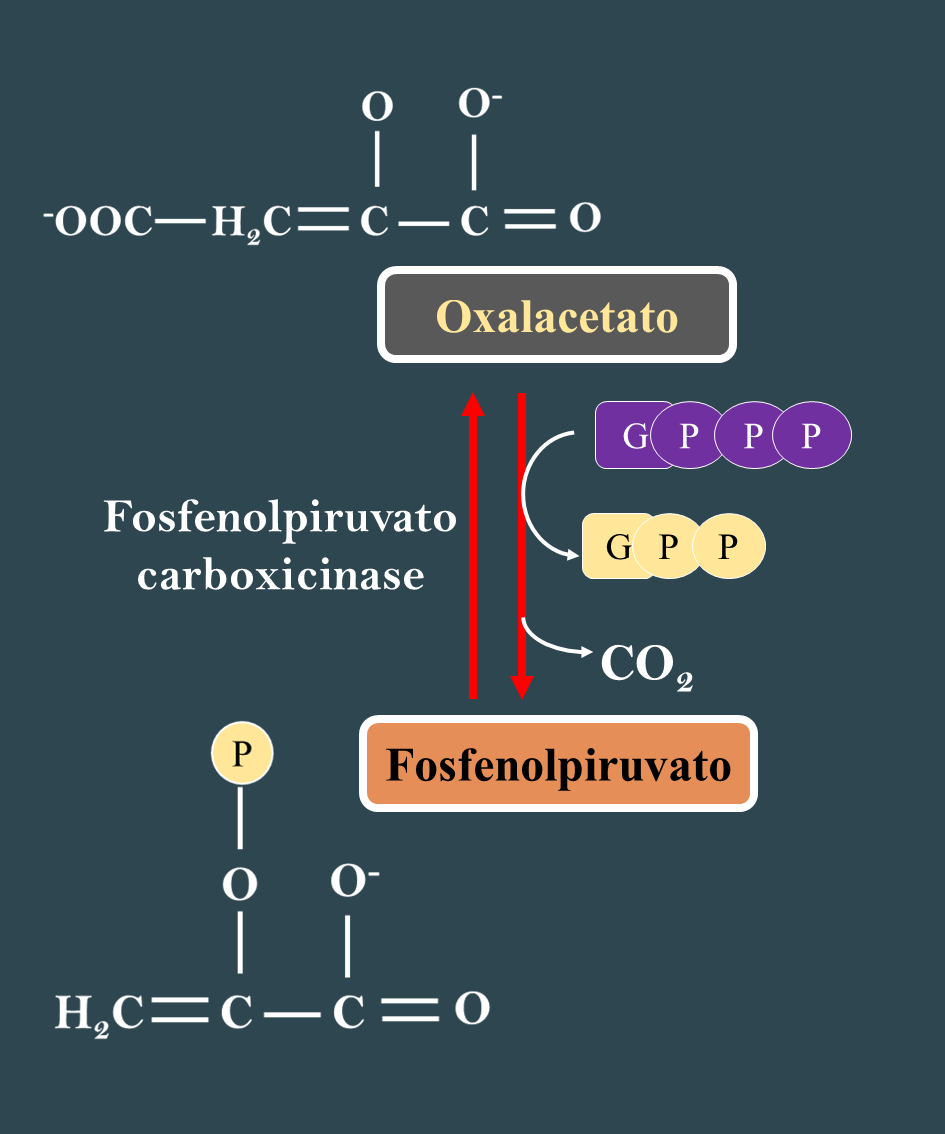 O O-
-OOC—H₂C=C—C=O
Oxalacetato
G P P P
Fosfenolpiruvato
carboxicinase
G P P
CO₂
Fosfenolpiruvato
P
O O-
H₂C=C—C=O